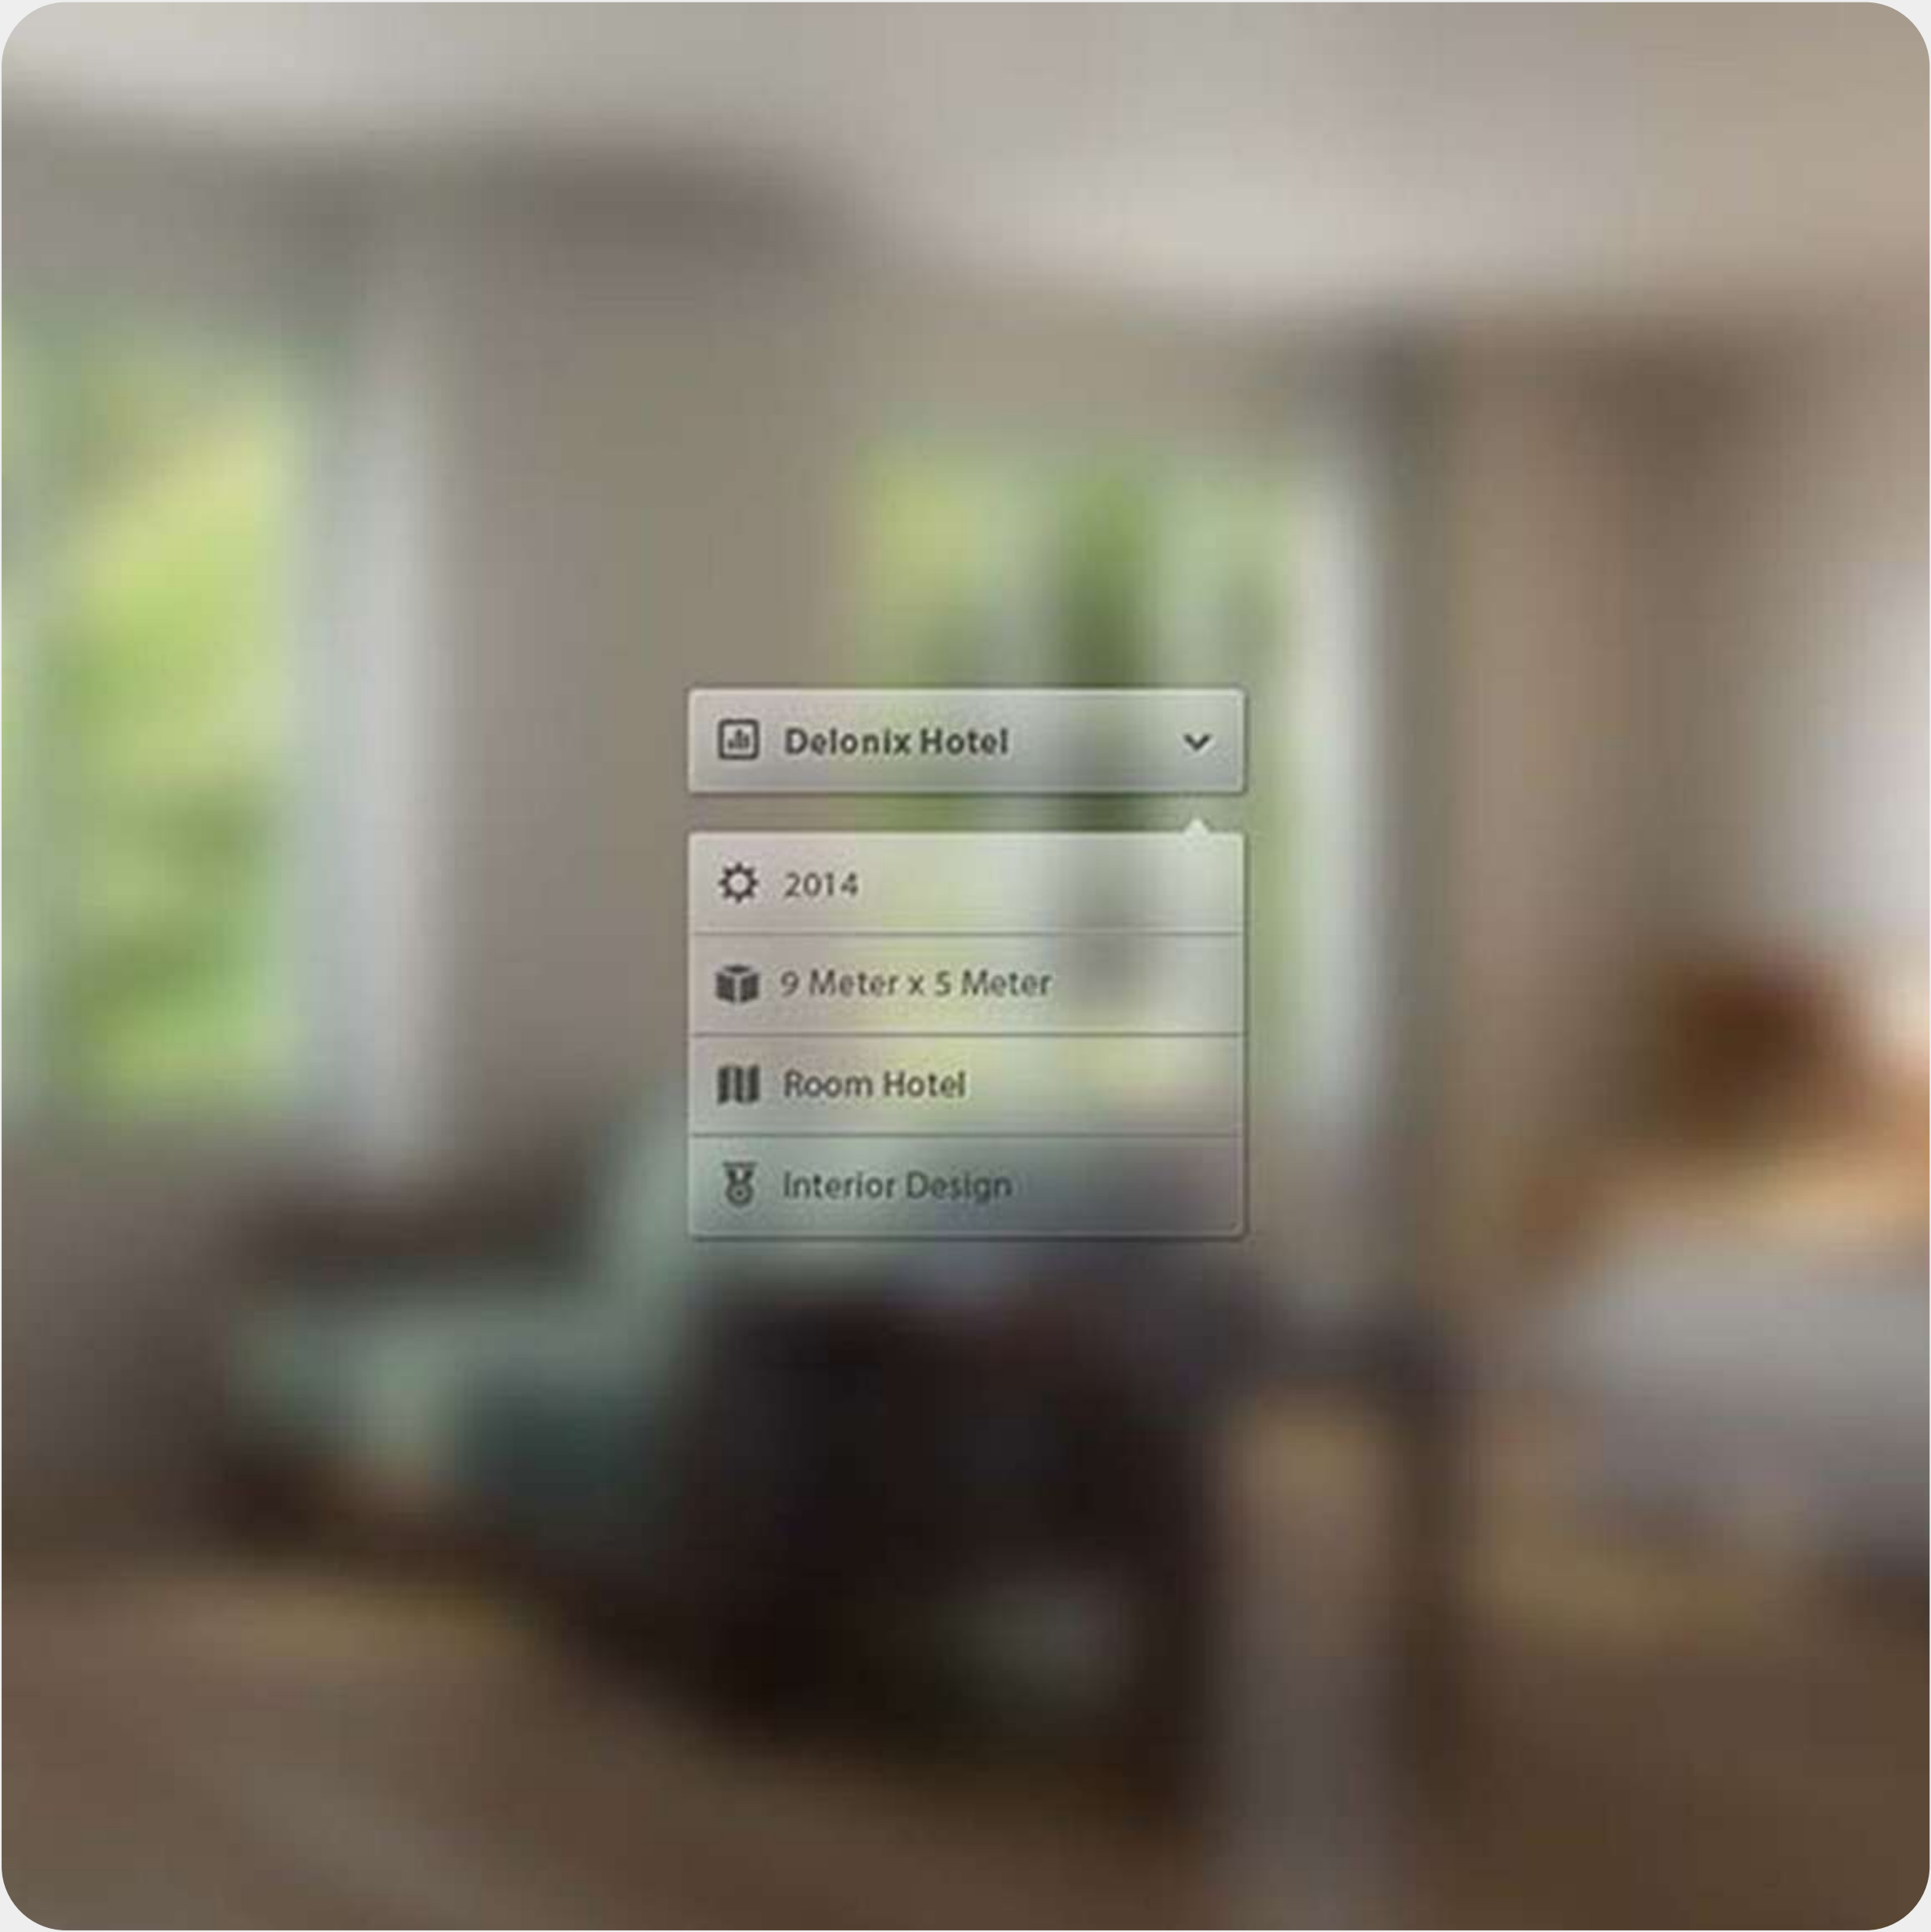 Delonix Hotel
2014
9 Meter x 5 Meter
Room Hotel
Interior Design